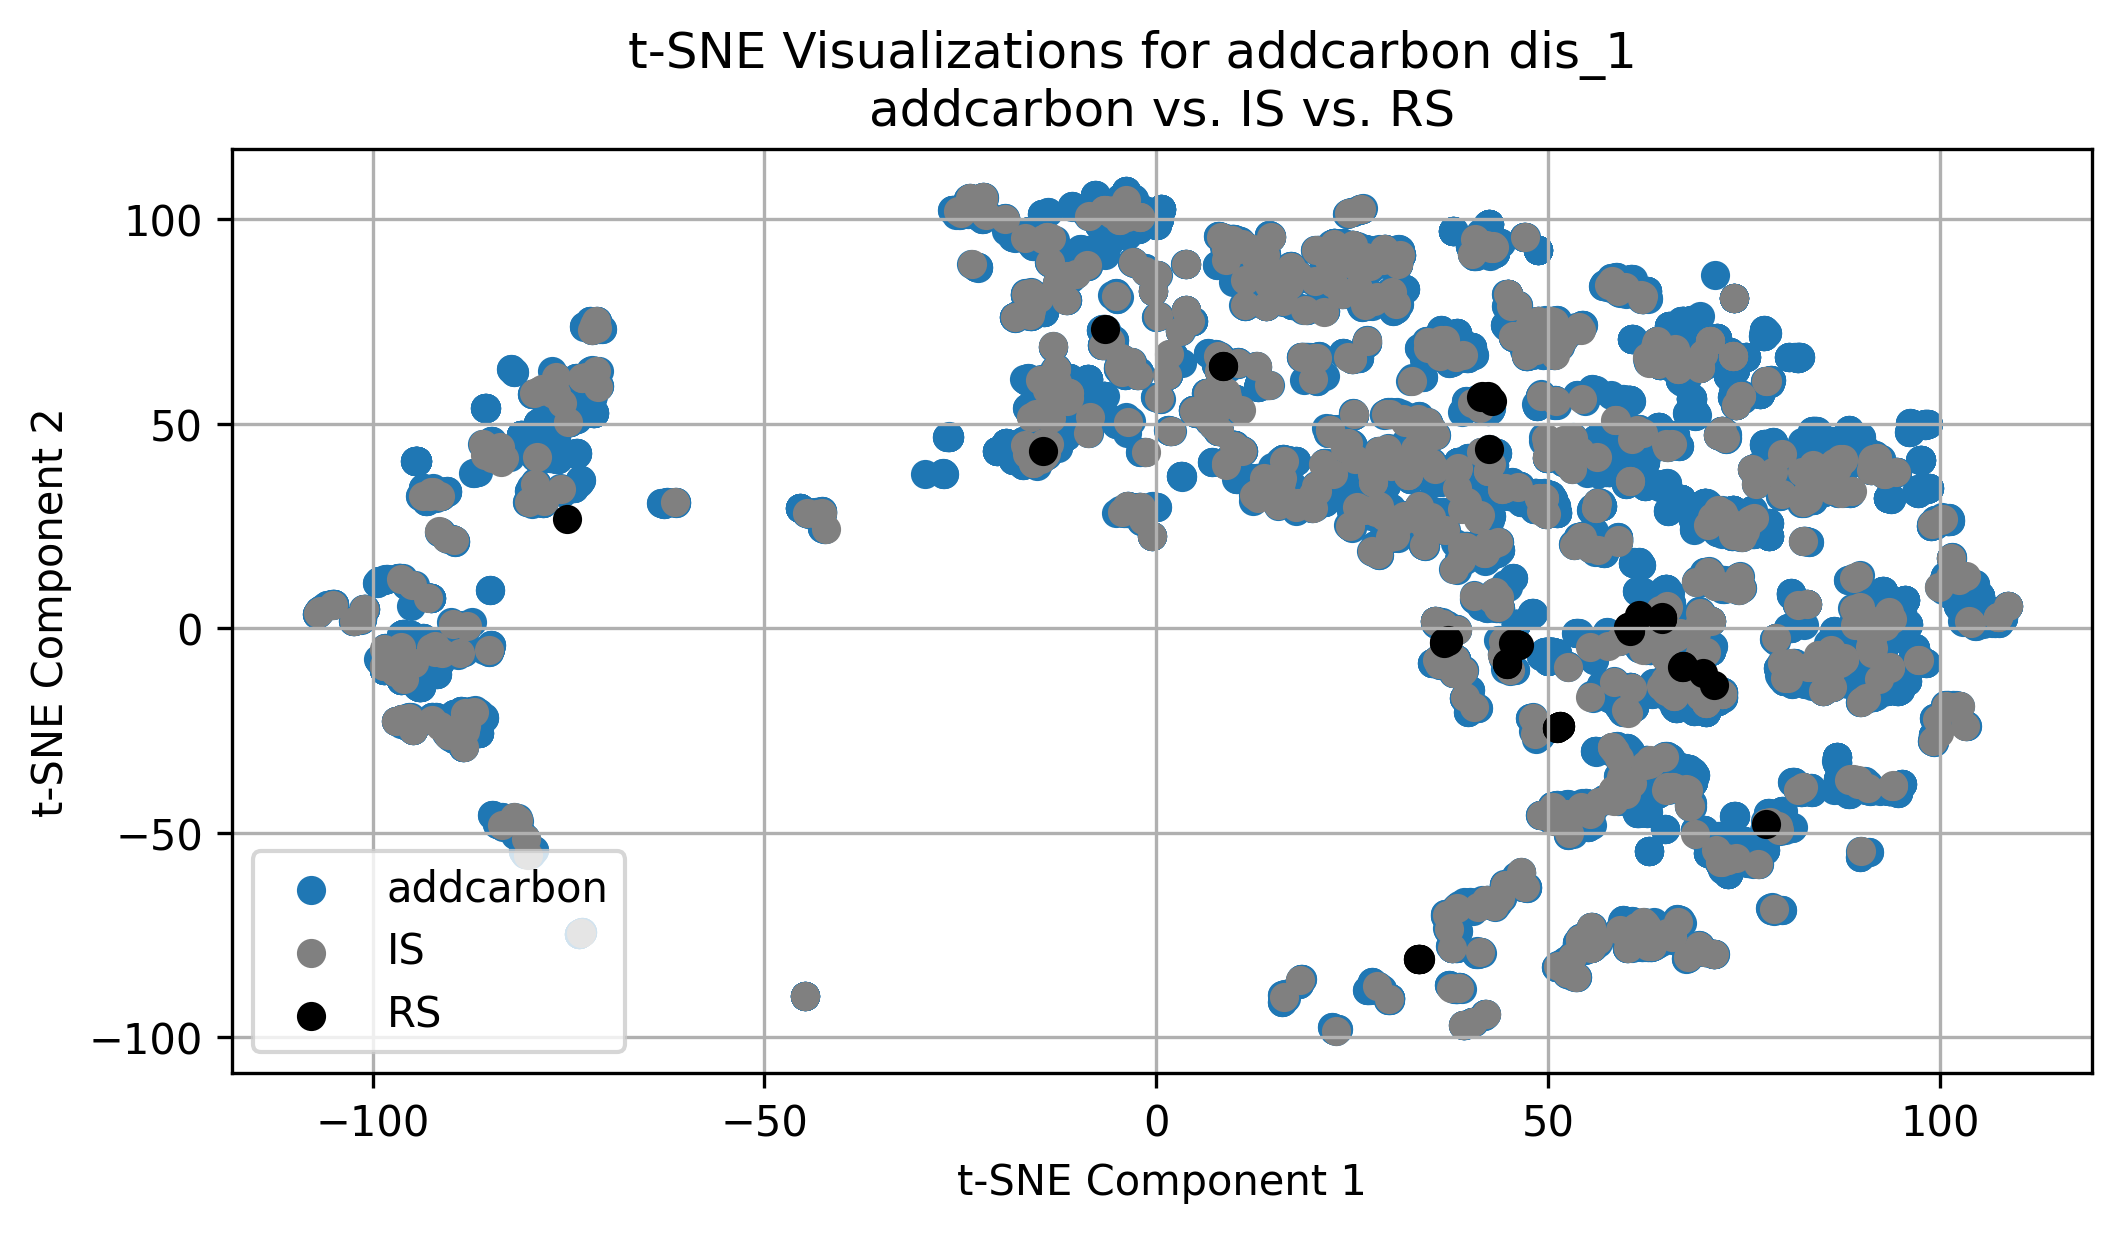 t-SNE Visualizations for addcarbon dis_1
addcarbon vs. IS vs. RS
t-SNE Component 2
100
50
0
−50
−100
addcarbon
IS
RS
−100
−50
0
50
100
t-SNE Component 1